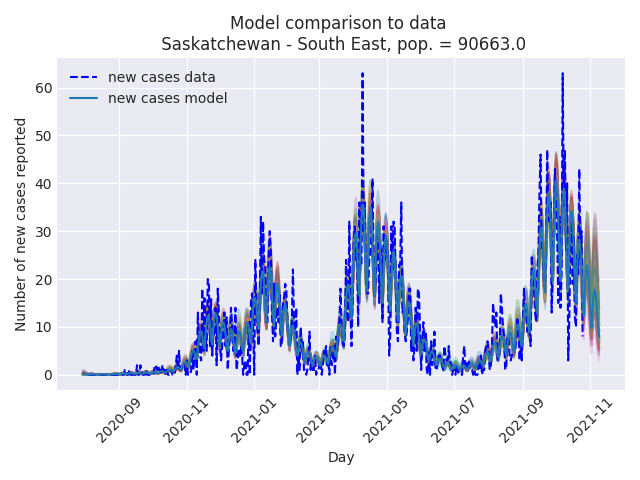 Model comparison to data
Saskatchewan - South East, pop. = 90663.0
new cases data
new cases model
Number of new cases reported
60
50
40
30
20
10
0
2020-09
2020-11
2021-01
2021-03
2021-05
2021-07
2021-09
2021-11
Day